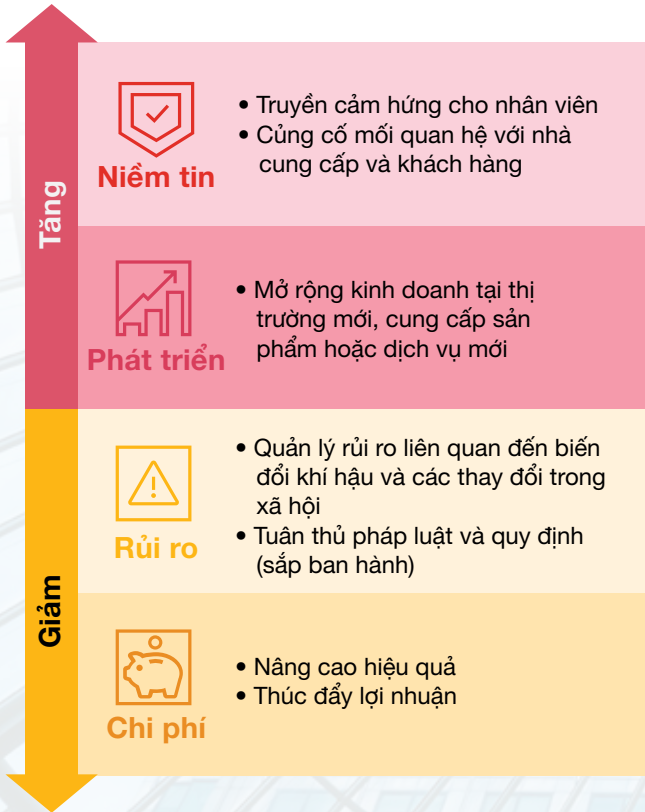 Tăng
Niềm tin
• Truyền cảm hứng cho nhân viên
• Củng cố mối quan hệ với nhà
cung cấp và khách hàng
Phát triển
• Mở rộng kinh doanh tại thị
trường mới, cung cấp sản
phẩm hoặc dịch vụ mới
Giảm
Rủi ro
• Quản lý rủi ro liên quan đến biến
đổi khí hậu và các thay đổi trong
xã hội
• Tuân thủ pháp luật và quy định
(sắp ban hành)
Chi phí
• Nâng cao hiệu quả
• Thúc đẩy lợi nhuận